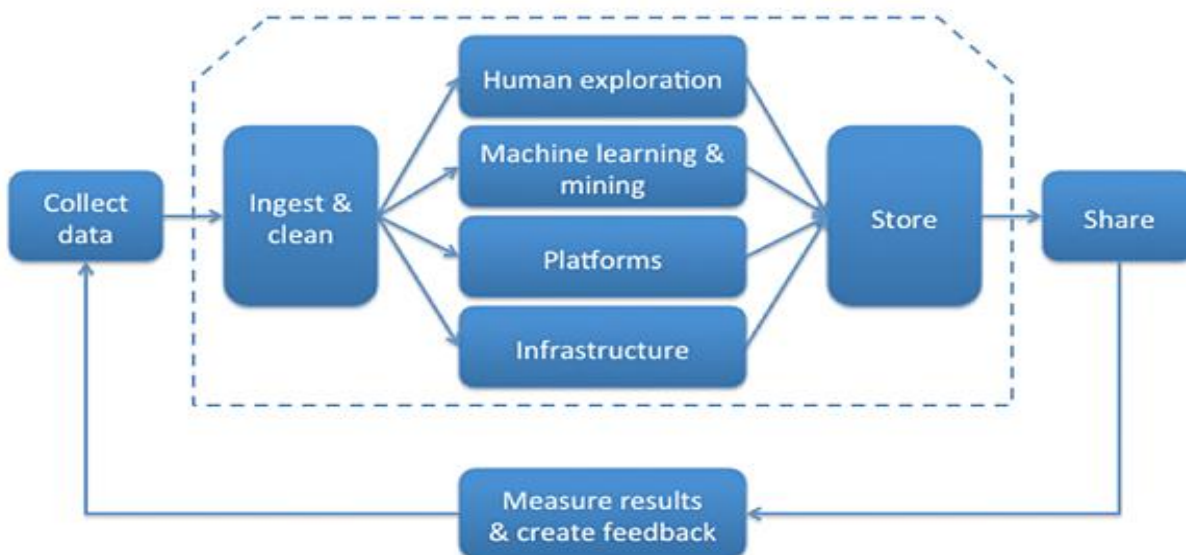 Human exploration
Machine learning &
mining
Collect
data
Ingest &
clean
Store
Share
Platforms
Infrastructure
Measure results
& create feedback